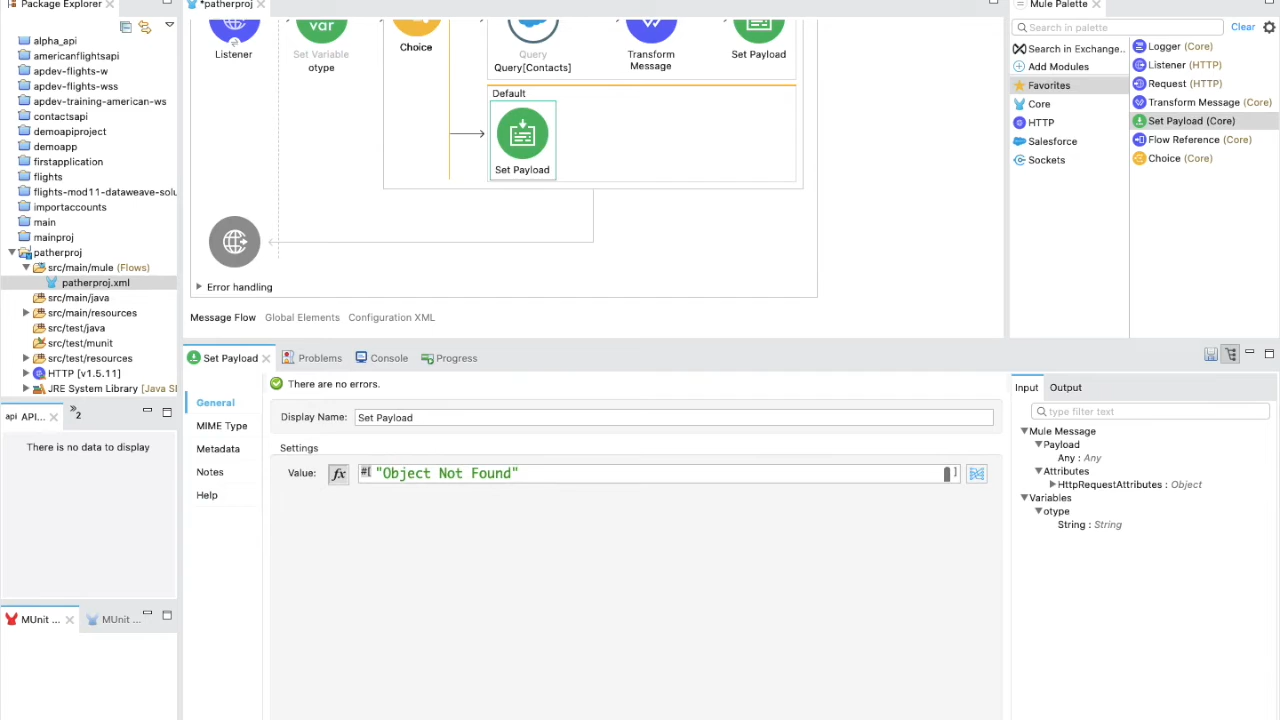 Package Explorer
alpha_api
americanflightsapi
apdev-flights-w
apdev-flights-wss
apdev-training-american-ws
contactsapi
demoapiproject
demoapp
firstapplication
flights
flights-mod11-dataweave-solu
importaccounts
main
mainproj
patherproj
src/main/mule (Flows)
patherproj.xml
src/main/java
src/main/resources
src/test/java
src/test/munit
src/test/resources
HTTP [v1.5.11]
JRE System Library [Java SE
api API...
2
There is no data to display
MUnit ...
MUnit ...
*patherproj
Listener
var
Set Variable
otype
Choice
Query
Query[Contacts]
Transform
Message
Set Payload
Default
Set Payload
Error handling
Message Flow
Global Elements
Configuration XML
Set Payload
Problems
Console
Progress
There are no errors.
General
MIME Type
Metadata
Notes
Help
Display Name:
Set Payload
Settings
Value:
fx
#[ "Object Not Found" ]
Mule Palette
Search in palette
Clear
Search in Exchange..
Add Modules
Favorites
Core
HTTP
Salesforce
Sockets
Logger (Core)
Listener (HTTP)
Request (HTTP)
Transform Message (Core)
Set Payload (Core)
Flow Reference (Core)
Choice (Core)
Input
Output
type filter text
Mule Message
Payload
Any : Any
Attributes
HttpRequestAttributes : Object
Variables
otype
String : String